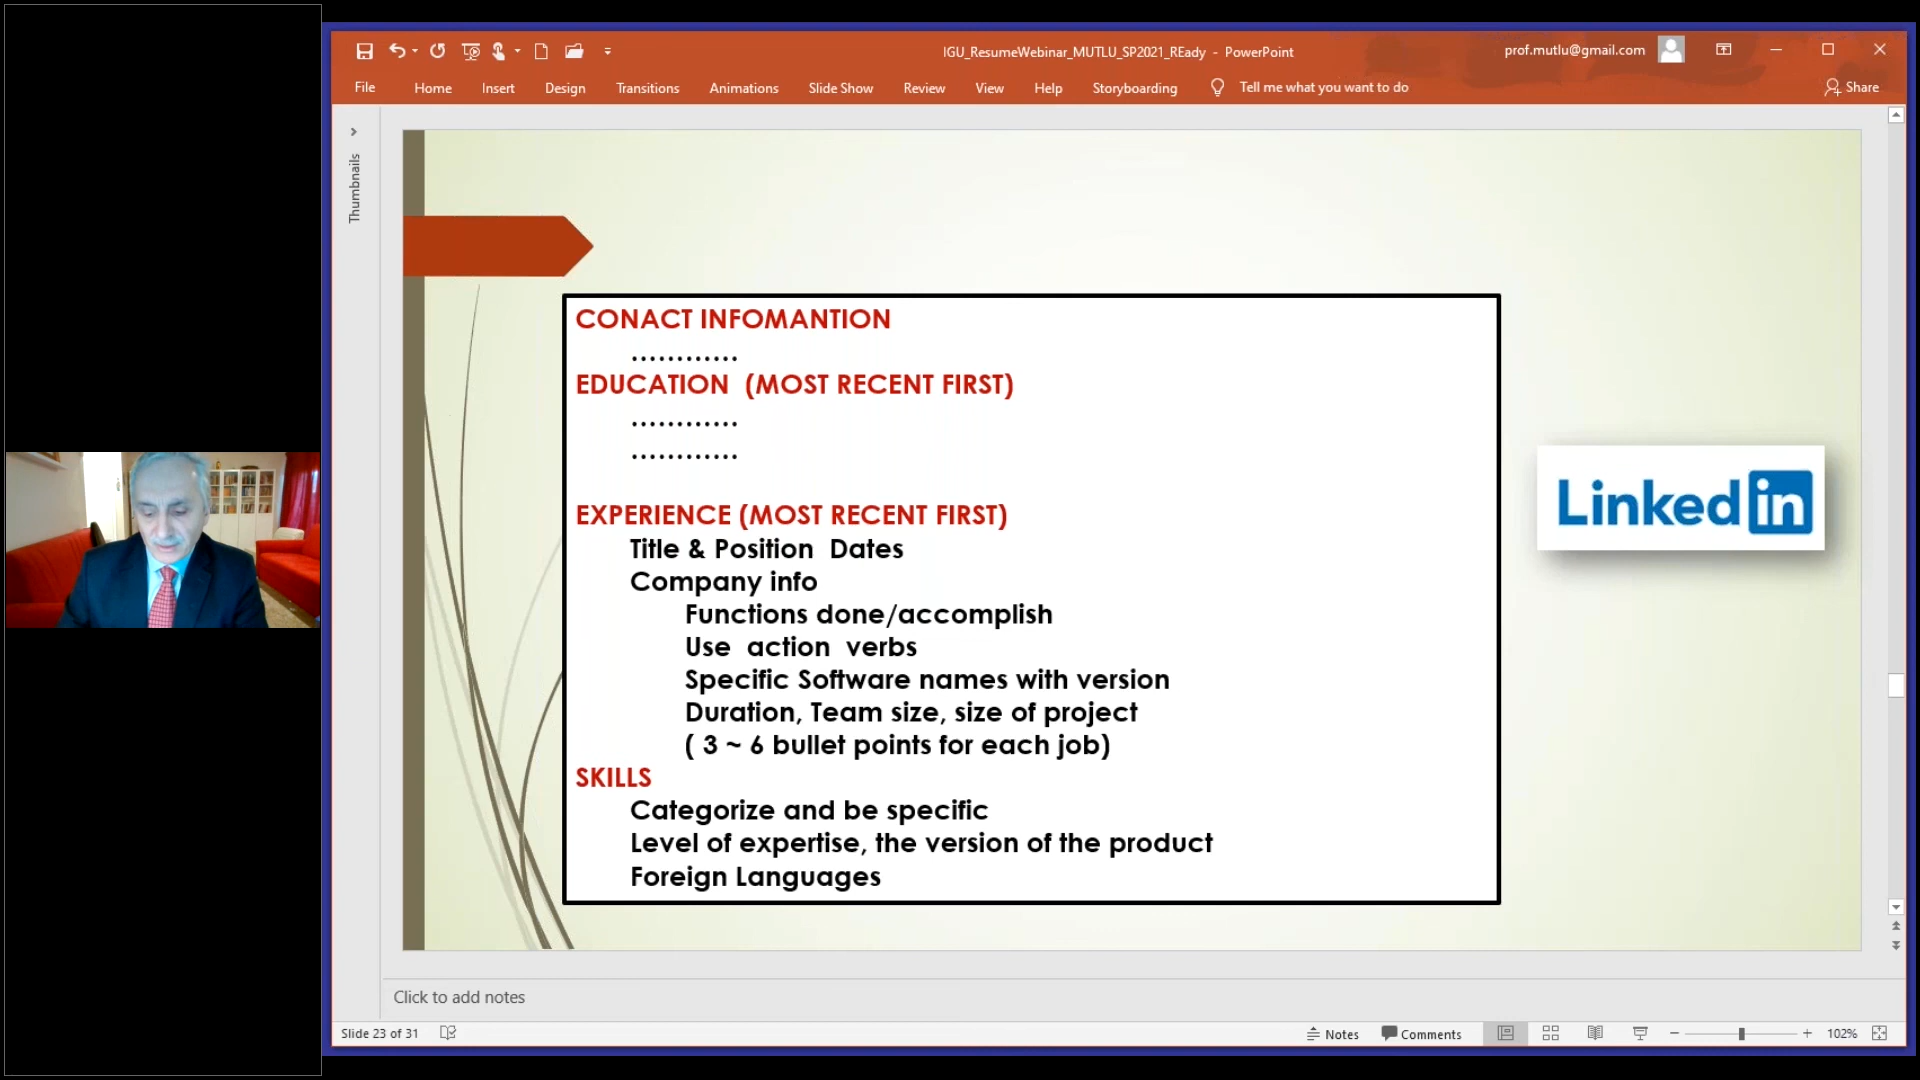 IGU_ResumeWebinar_MUTLU_SP2021_REady - PowerPoint
prof.mutlu@gmail.com
File Home Insert Design Transitions Animations Slide Show Review View Help Storyboarding Tell me what you want to do Share
Thumbnails
CONACT INFOMANTION
............
EDUCATION (MOST RECENT FIRST)
............
............
EXPERIENCE (MOST RECENT FIRST)
Title & Position Dates
Company info
Functions done/accomplish
Use action verbs
Specific Software names with version
Duration, Team size, size of project
( 3 ~ 6 bullet points for each job)
SKILLS
Categorize and be specific
Level of expertise, the version of the product
Foreign Languages
Linked in
Click to add notes
Slide 23 of 31 Notes Comments 102%